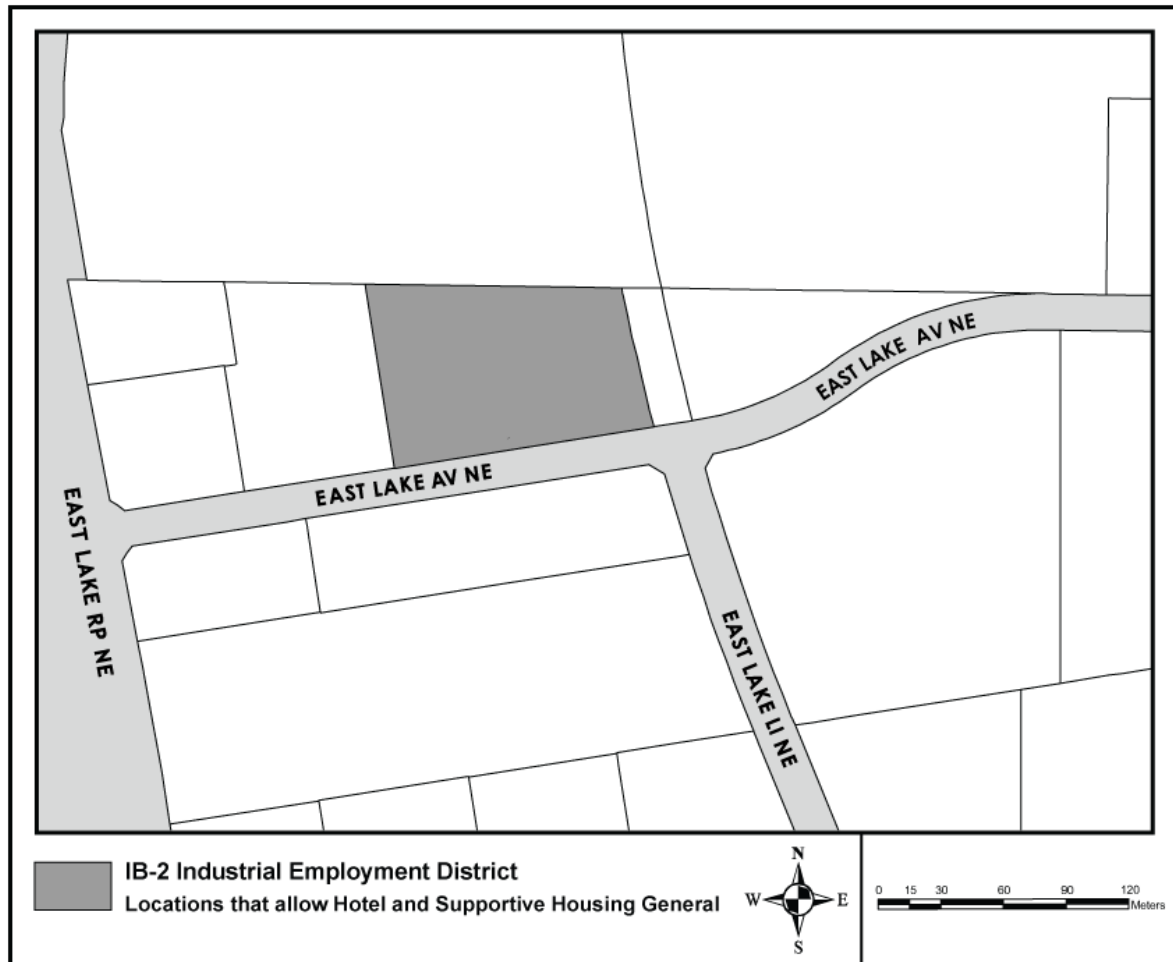 EAST LAKE AV NE
EAST LAKE AV NE
EAST LAKE RP NE
EAST LAKE LI NE
IB-2 Industrial Employment District
Locations that allow Hotel and Supportive Housing General
N
W E
S
0 15 30 60 90 120
Meters